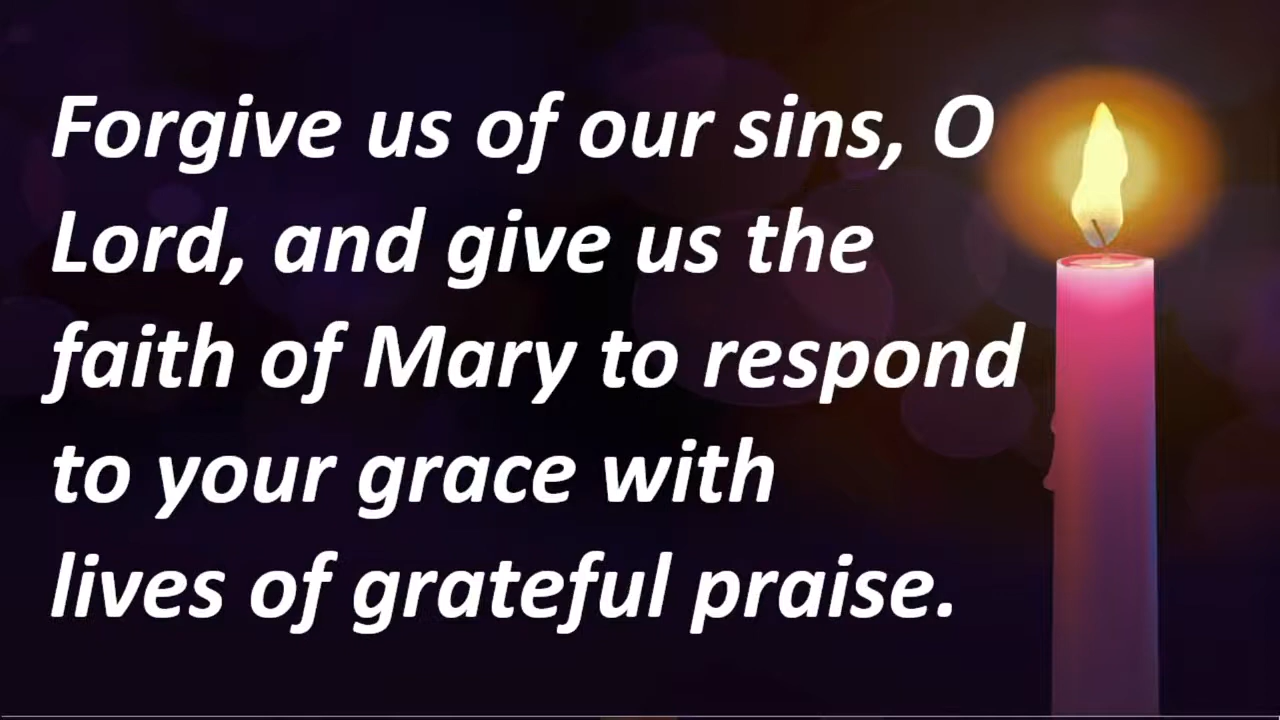 Forgive us of our sins, O
Lord, and give us the
faith of Mary to respond
to your grace with
lives of grateful praise.